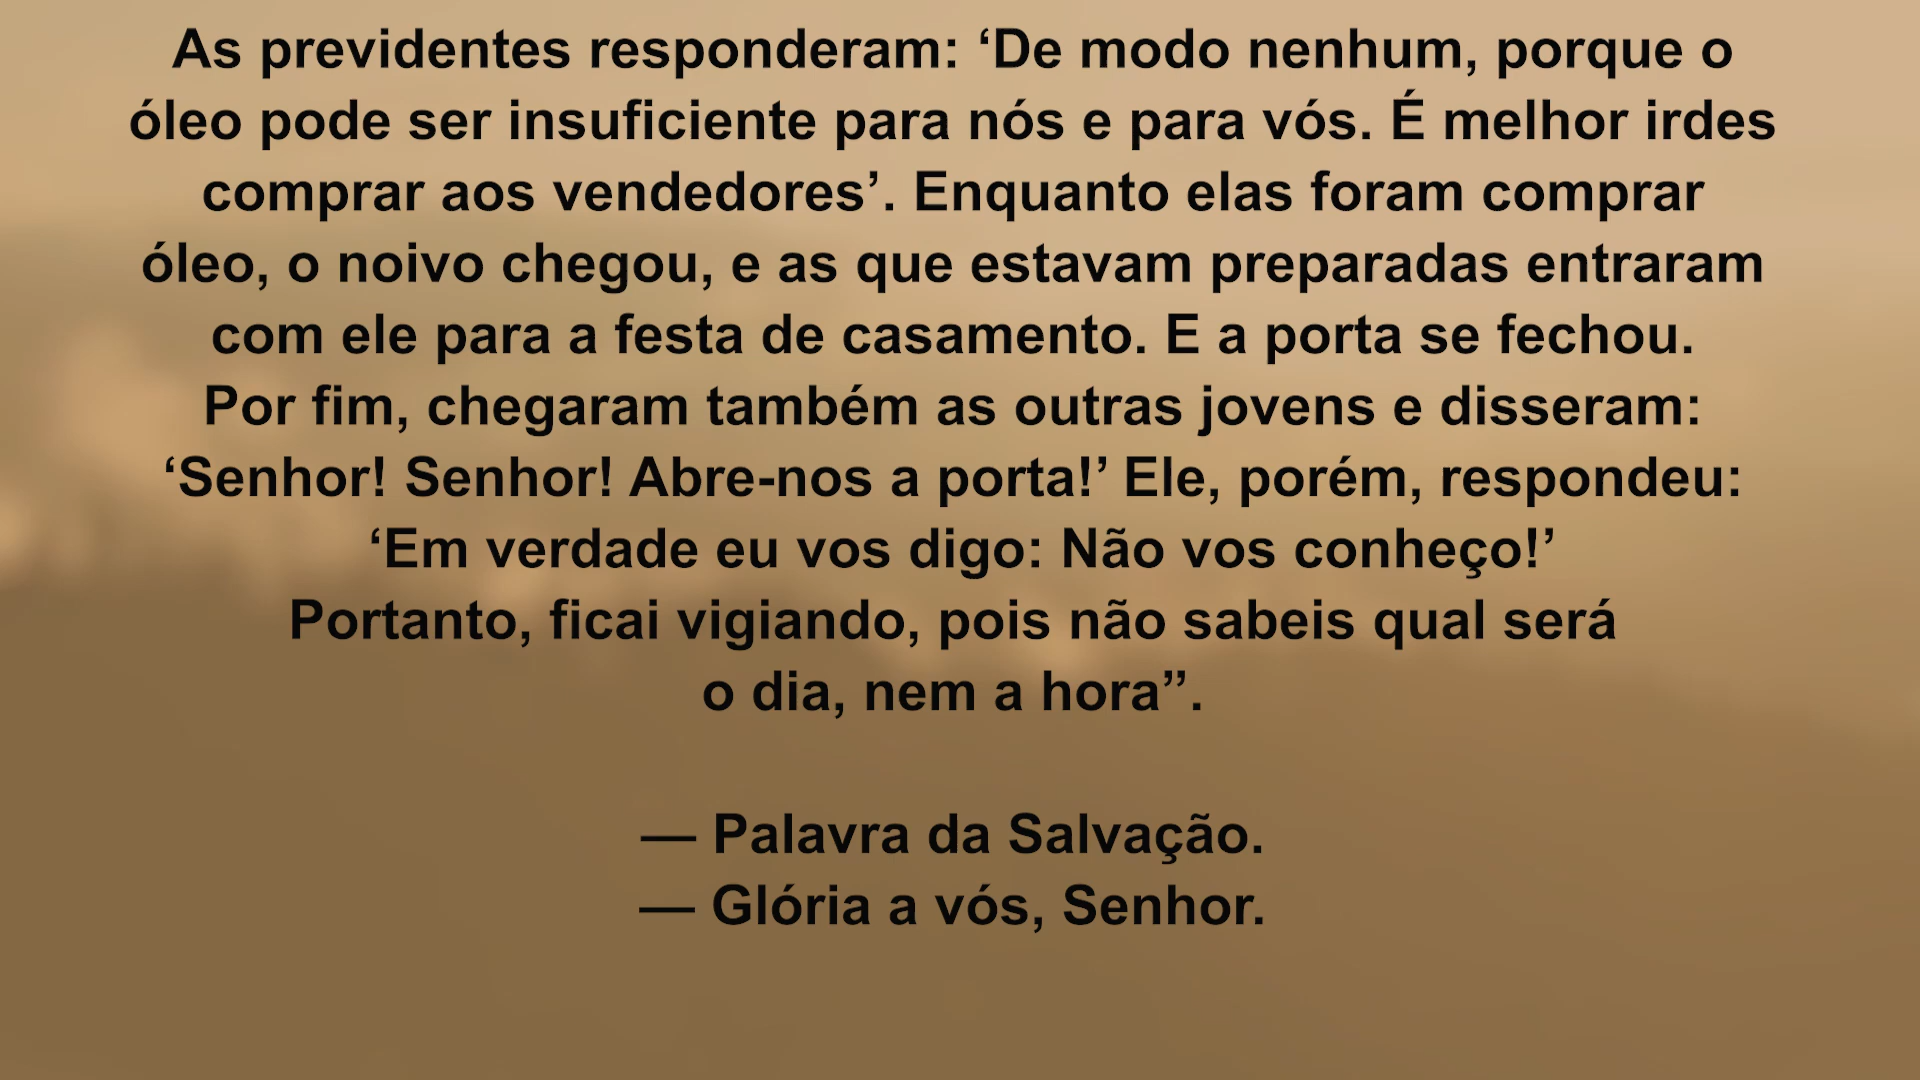 As previdentes responderam: ‘De modo nenhum, porque o
óleo pode ser insuficiente para nós e para vós. É melhor irdes
comprar aos vendedores’. Enquanto elas foram comprar
óleo, o noivo chegou, e as que estavam preparadas entraram
com ele para a festa de casamento. E a porta se fechou.
Por fim, chegaram também as outras jovens e disseram:
‘Senhor! Senhor! Abre-nos a porta!’ Ele, porém, respondeu:
‘Em verdade eu vos digo: Não vos conheço!’
Portanto, ficai vigiando, pois não sabeis qual será
o dia, nem a hora”.
— Palavra da Salvação.
— Glória a vós, Senhor.